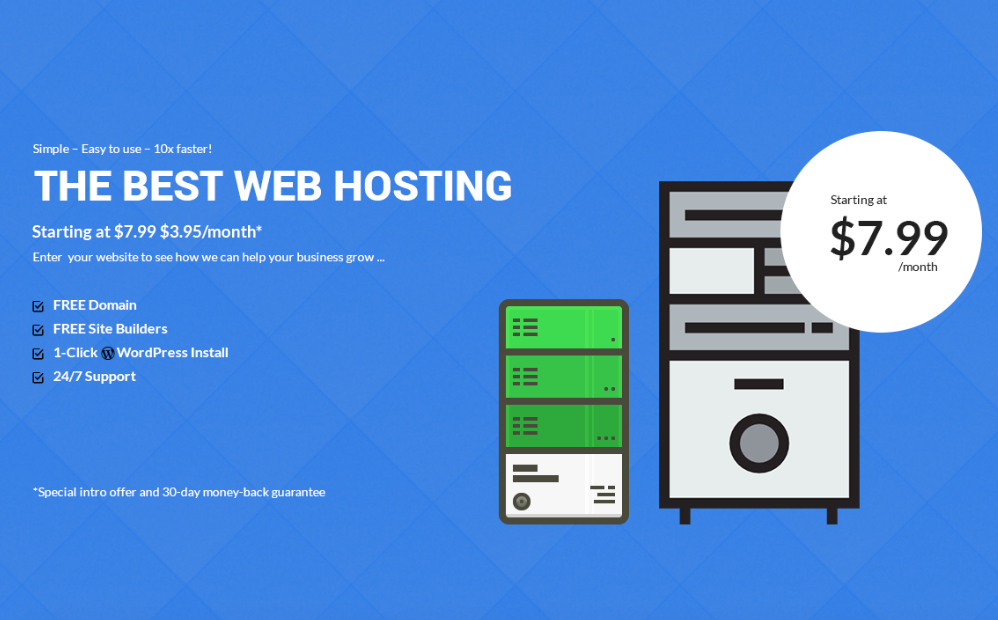 Simple – Easy to use – 10x faster!
THE BEST WEB HOSTING
Starting at $7.99 $3.95/month*
Enter  your website to see how we can help your business grow ...
FREE Domain
FREE Site Builders
1-Click WordPress Install
24/7 Support
*Special intro offer and 30-day money-back guarantee
Starting at
$7.99
/month